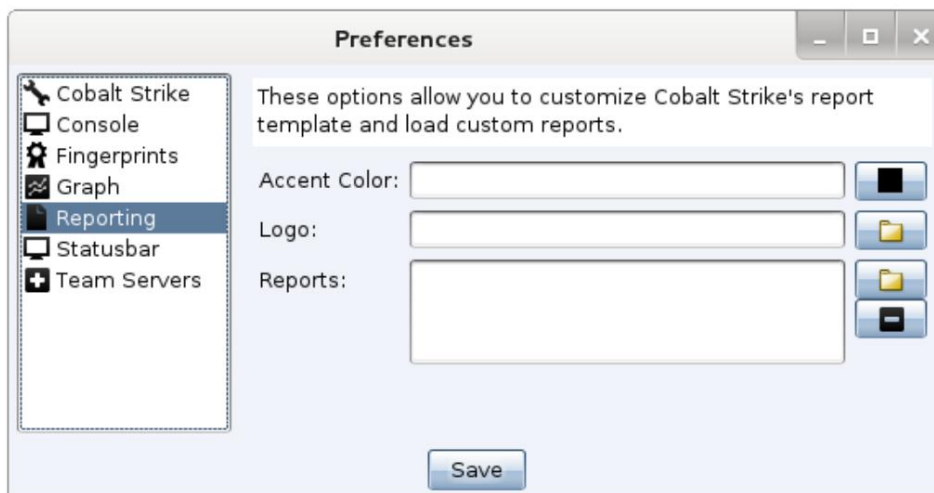 Preferences
Cobalt Strike
Console
Fingerprints
Graph
Reporting
Statusbar
Team Servers
These options allow you to customize Cobalt Strike's report
template and load custom reports.
Accent Color:
Logo:
Reports:
Save